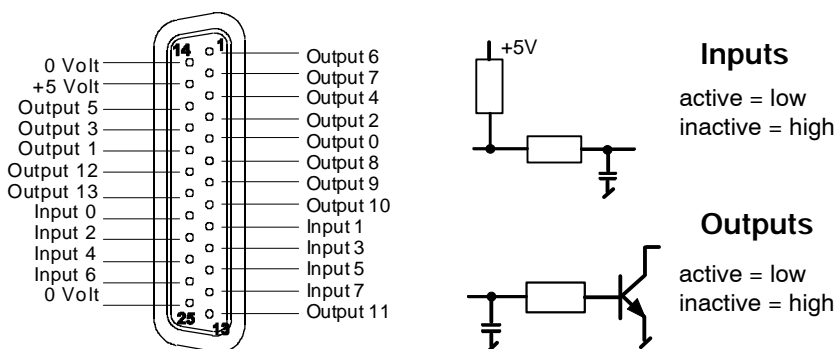 14
1
0 Volt
+5 Volt
Output 5
Output 3
Output 1
Output 12
Output 13
Input 0
Input 2
Input 4
Input 6
0 Volt
25
13
Output 6
Output 7
Output 4
Output 2
Output 0
Output 8
Output 9
Output 10
Input 1
Input 3
Input 5
Input 7
Output 11
+5V
Inputs
active = low
inactive = high
Outputs
active = low
inactive = high